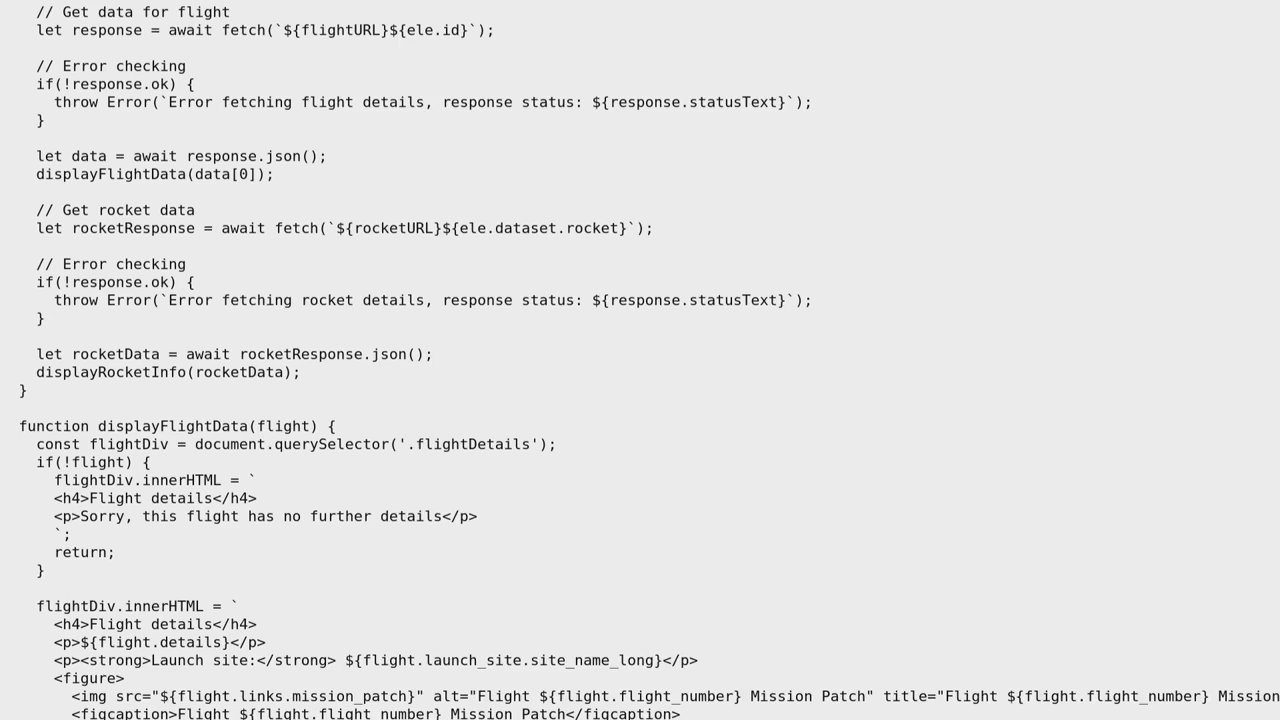 // Get data for flight
let response = await fetch(`${flightURL}${ele.id}`);
// Error checking
if(!response.ok) {
throw Error(`Error fetching flight details, response status: ${response.statusText}`);
}
let data = await response.json();
displayFlightData(data[0]);
// Get rocket data
let rocketResponse = await fetch(`${rocketURL}${ele.dataset.rocket}`);
// Error checking
if(!response.ok) {
throw Error(`Error fetching rocket details, response status: ${response.statusText}`);
}
let rocketData = await rocketResponse.json();
displayRocketInfo(rocketData);
}
function displayFlightData(flight) {
const flightDiv = document.querySelector('.flightDetails');
if(!flight) {
flightDiv.innerHTML = `
<h4>Flight details</h4>
<p>Sorry, this flight has no further details</p>
`;
return;
}
flightDiv.innerHTML = `
<h4>Flight details</h4>
<p>${flight.details}</p>
<p><strong>Launch site:</strong> ${flight.launch_site.site_name_long}</p>
<figure>
<img src="${flight.links.mission_patch}" alt="Flight ${flight.flight_number} Mission Patch" title="Flight ${flight.flight_number} Mission
<figcaption>Flight ${flight.flight_number} Mission Patch</figcaption>